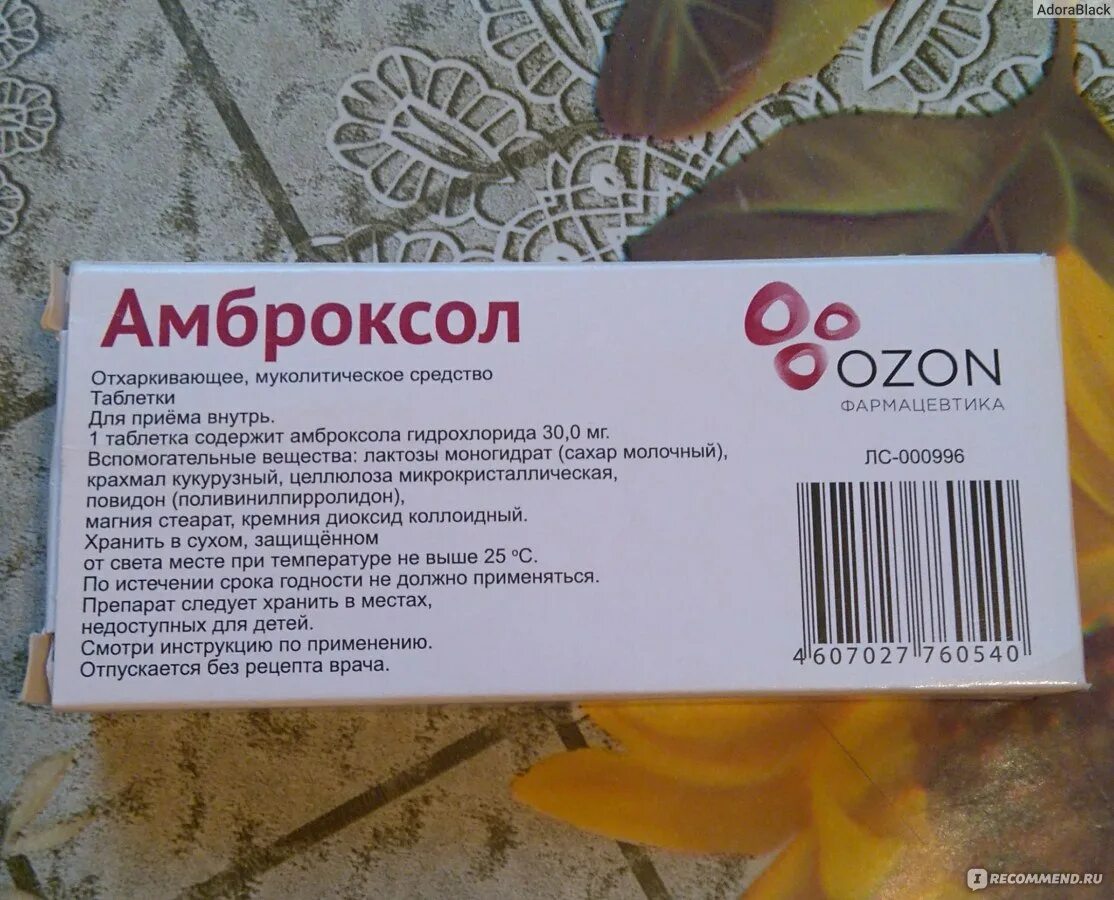 AdoraBlack
Амброксол
Отхаркивающее, муколитическое средство
Таблетки
Для приёма внутрь.
1 таблетка содержит амброксола гидрохлорида 30,0 мг.
Вспомогательные вещества: лактозы моногидрат (сахар молочный),
крахмал кукурузный, целлюлоза микрокристаллическая,
повидон (поливинилпирролидон),
магния стеарат, кремния диоксид коллоидный.
Хранить в сухом, защищённом
от света месте при температуре не выше 25 ºС.
По истечении срока годности не должно применяться.
Препарат следует хранить в местах,
недоступных для детей.
Смотри инструкцию по применению.
Отпускается без рецепта врача.
OZON
ФАРМАЦЕВТИКА
ЛС-000996
4 607027 760540
IRECOMMEND.RU